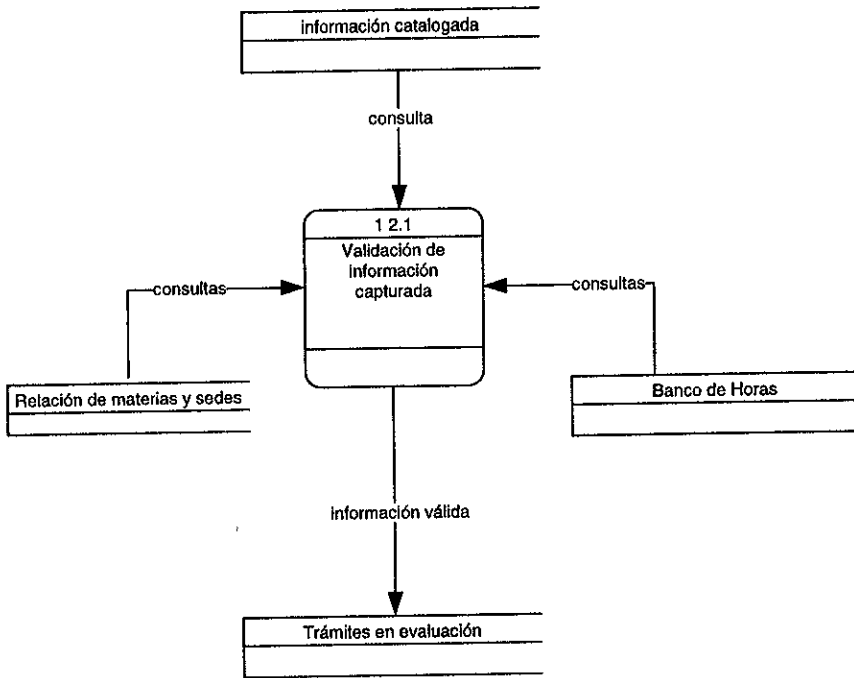 información catalogada
consulta
1 2.1
Validación de
información
capturada
consultas
consultas
Relación de materias y sedes
Banco de Horas
información válida
Trámites en evaluación